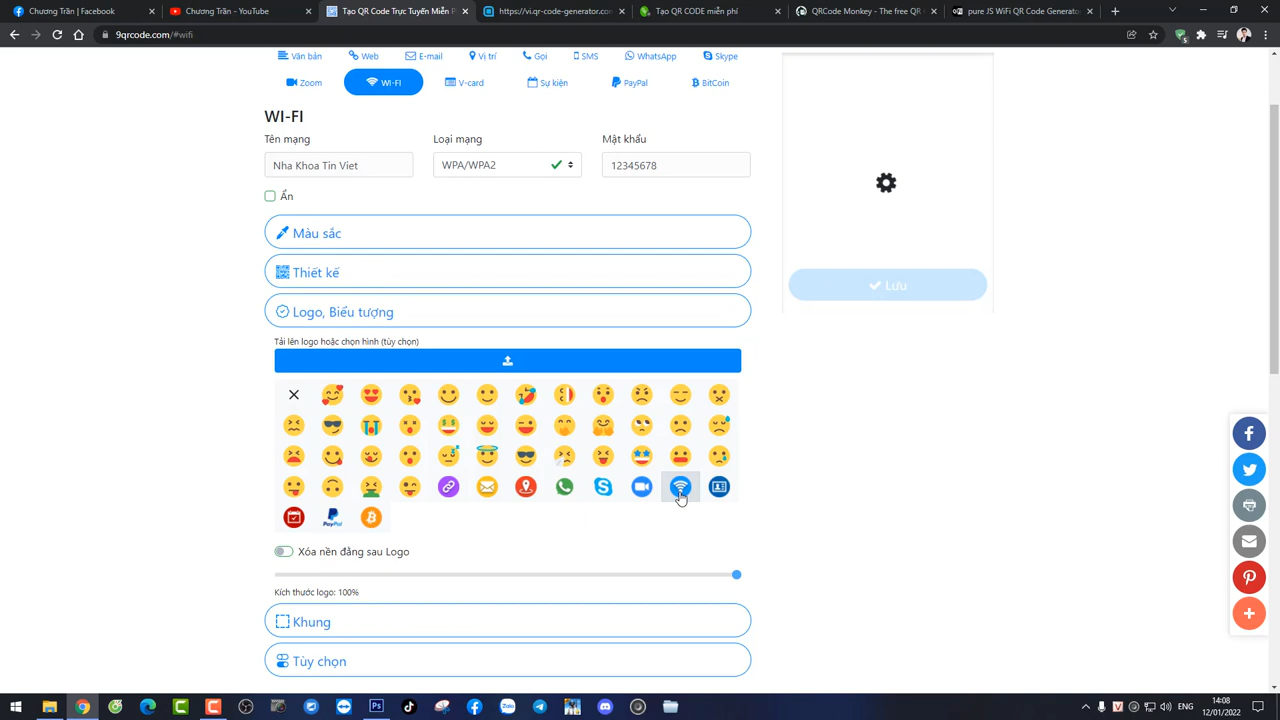 Chương Trần | Facebook
Chương Trần - YouTube
Tạo QR Code Trực Tuyến Miễn P
https://vi.qr-code-generator.co
Tạo QR CODE miễn phí
QRCode Monkey - The free QR
pure JS WiFi QR Code Generato
9qrcode.com/#wifi
Văn bản
Web
E-mail
Vị trí
Gọi
SMS
WhatsApp
Skype
Zoom
WI-FI
V-card
Sự kiện
PayPal
BitCoin
WI-FI
Tên mạng
Loại mạng
Mật khẩu
Nha Khoa Tin Viet
WPA/WPA2
12345678
Ẩn
Màu sắc
Thiết kế
Logo, Biểu tượng
Lưu
Tải lên logo hoặc chọn hình (tùy chọn)
PayPal
Xóa nền đằng sau Logo
Kích thước logo: 100%
Khung
Tùy chọn
Zalo
ENG
14:08
12/01/2022